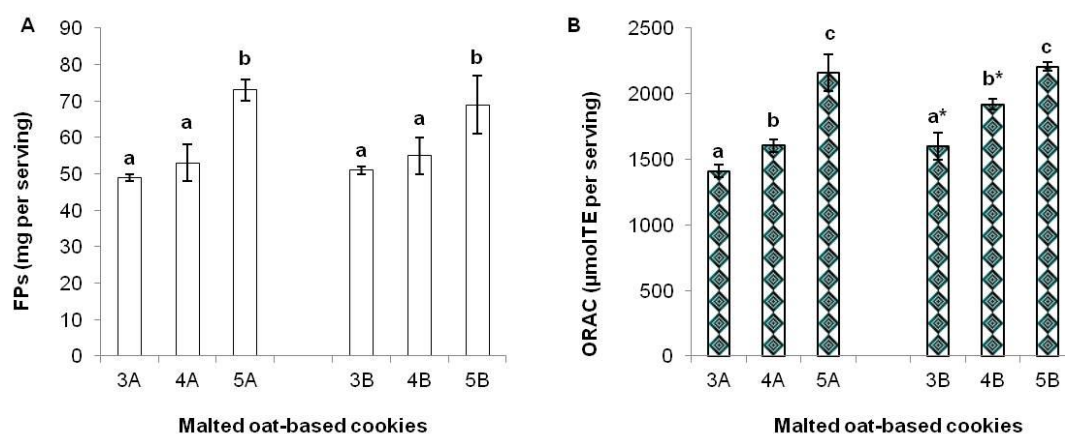 A
FPs (mg per serving)
90
80
70
60
50
40
30
20
10
0
a
a
b
a
a
b
3A 4A 5A 3B 4B 5B
Malted oat-based cookies
B
ORAC (µmolTE per serving)
2500
2000
1500
1000
500
0
a
b
c
a*
b*
c
3A 4A 5A 3B 4B 5B
Malted oat-based cookies